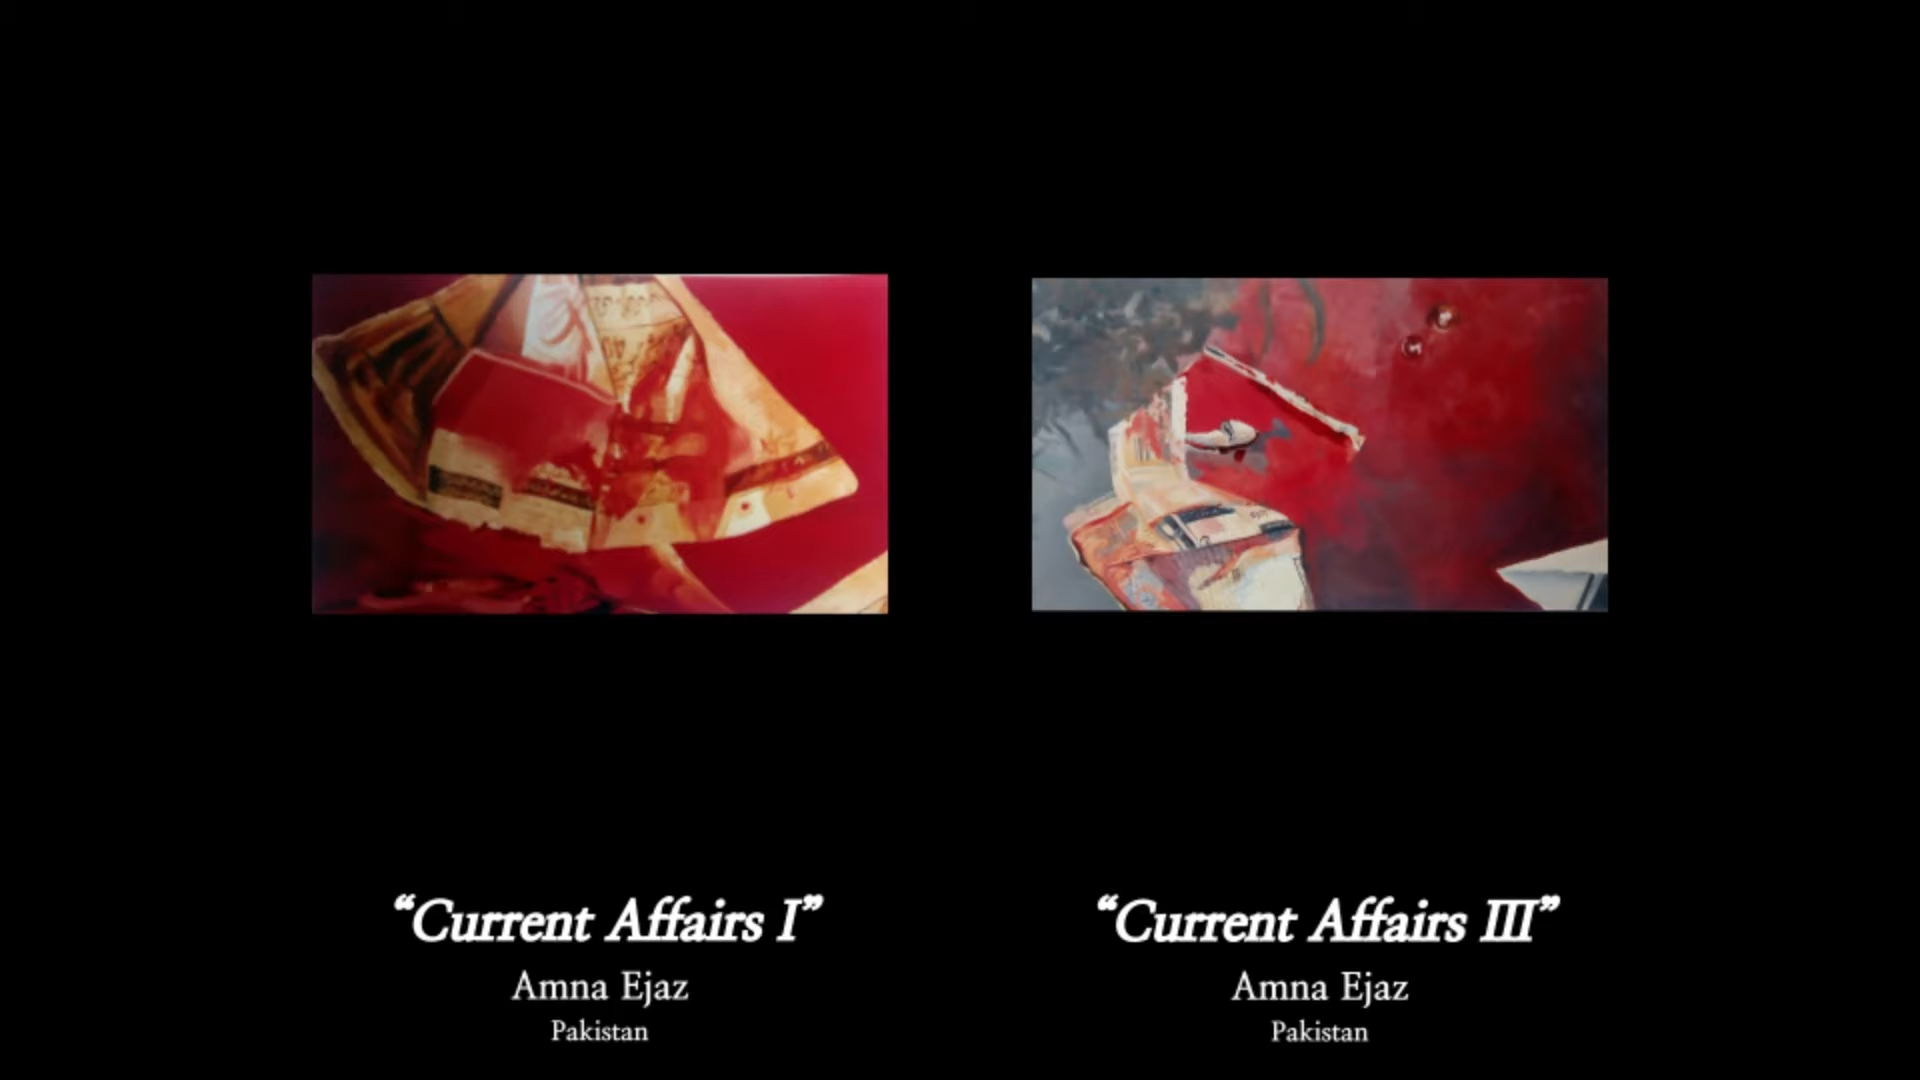 “Current Affairs I”
Amna Ejaz
Pakistan
“Current Affairs III”
Amna Ejaz
Pakistan